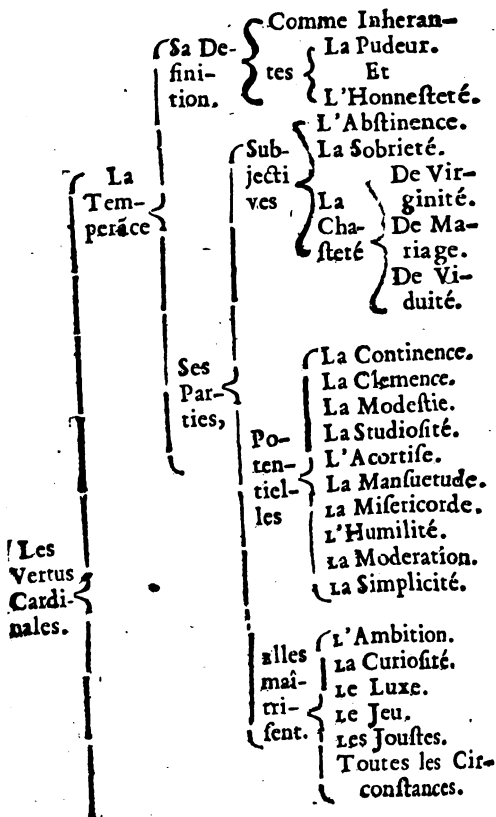 Les
Vertus
Cardi-
nales.
La
Tem-
perãce
Sa De-
fini-
tion.
Comme Inheran-
tes
La Pudeur.
Et
L'Honneſteté.
Ses
Par-
ties,
Sub-
jecti
ves
L'Abſtinence.
La Sobrieté.
La
Cha-
ſteté
De Vir-
ginité.
De Ma-
riage.
De Vi-
duité.
Po-
ten-
tiel-
les
La Continence.
La Clemence.
La Modeſtie.
La Studioſité.
L'Acortiſe.
La Manſuetude.
La Miſericorde.
L'Humilité.
La Moderation.
La Simplicité.
Elles
maî-
tri-
ſent.
L'Ambition.
La Curioſité.
Le Luxe.
Le Jeu.
Les Jouſtes.
Toutes les Cir-
conſtances.